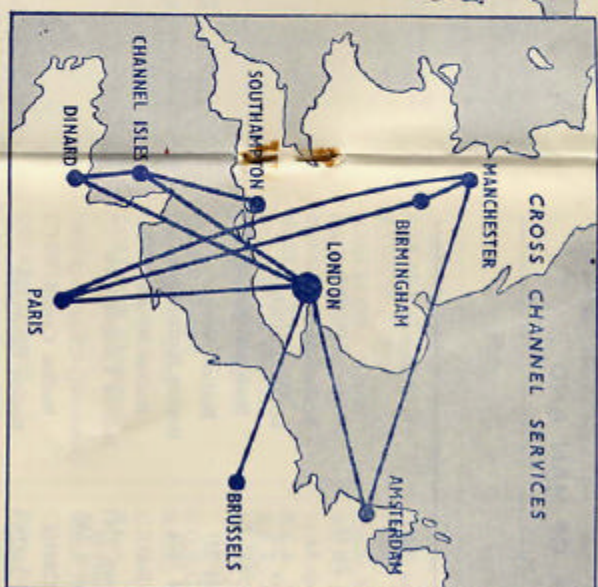 CROSS CHANNEL SERVICES
MANCHESTER
BIRMINGHAM
AMSTERDAM
LONDON
SOUTHAMPTON
BRUSSELS
CHANNEL ISLES
DINARD
PARIS